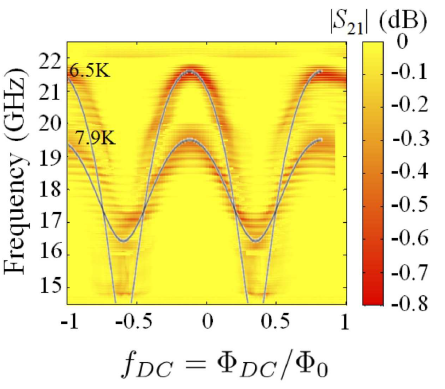 |S21| (dB)
22
21
20
19
18
17
16
15
Frequency (GHz)
6.5K
7.9K
0
-0.1
-0.2
-0.3
-0.4
-0.5
-0.6
-0.7
-0.8
-1 -0.5 0 0.5 1
fDC = ΦDC/Φ0